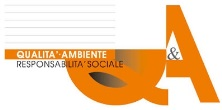 Q&A
QUALITA'·AMBIENTE
RESPONSABILITA' SOCIALE